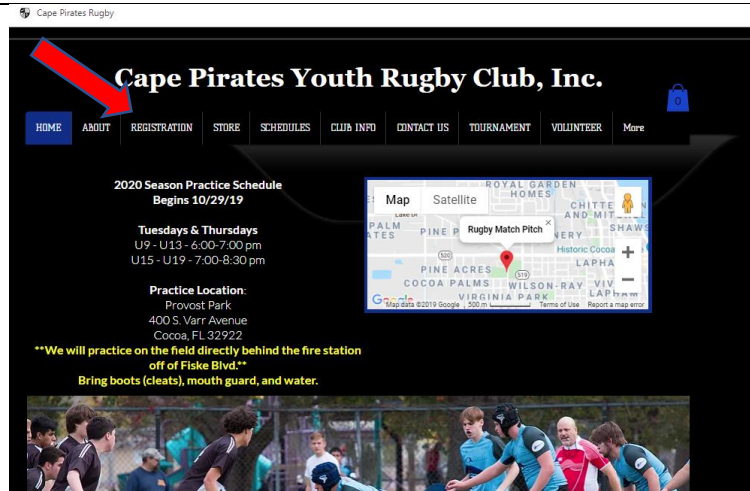 Cape Pirates Rugby
Cape Pirates Youth Rugby Club, Inc.
0
HOME ABOUT REGISTRATION STORE SCHEDULES CLUB INFO CONTACT US TOURNAMENT VOLUNTEER More
2020 Season Practice Schedule
Begins 10/29/19
Tuesdays & Thursdays
U9 - U13 - 6:00-7:00 pm
U15 - U19 - 7:00-8:30 pm
Practice Location:
Provost Park
400 S. Varr Avenue
Cocoa, FL 32922
**We will practice on the field directly behind the fire station
off of Fiske Blvd.**
Bring boots (cleats), mouth guard, and water.
Map Satellite
ROYAL GARDEN
HOMES
Rugby Match Pitch
Historic Cocoa
520
519
PINE ACRES
COCOA PALMS
WILSON-RAY
VIRGINIA PARK
Map data ©2019 Google 500 m Terms of Use Report a map error